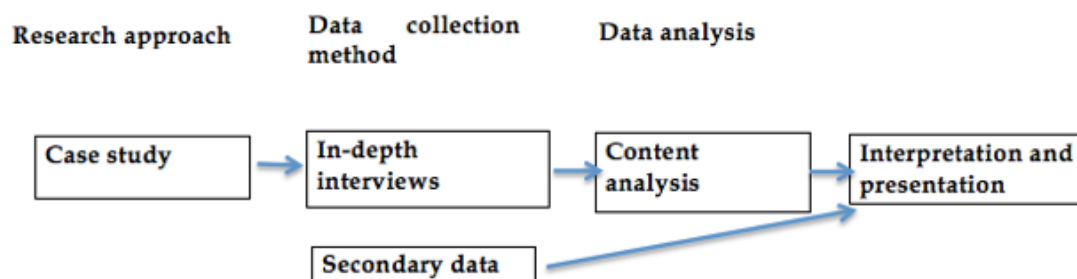 Research approach
Data collection
method
Data analysis
Case study
In-depth
interviews
Content
analysis
Interpretation and
presentation
Secondary data